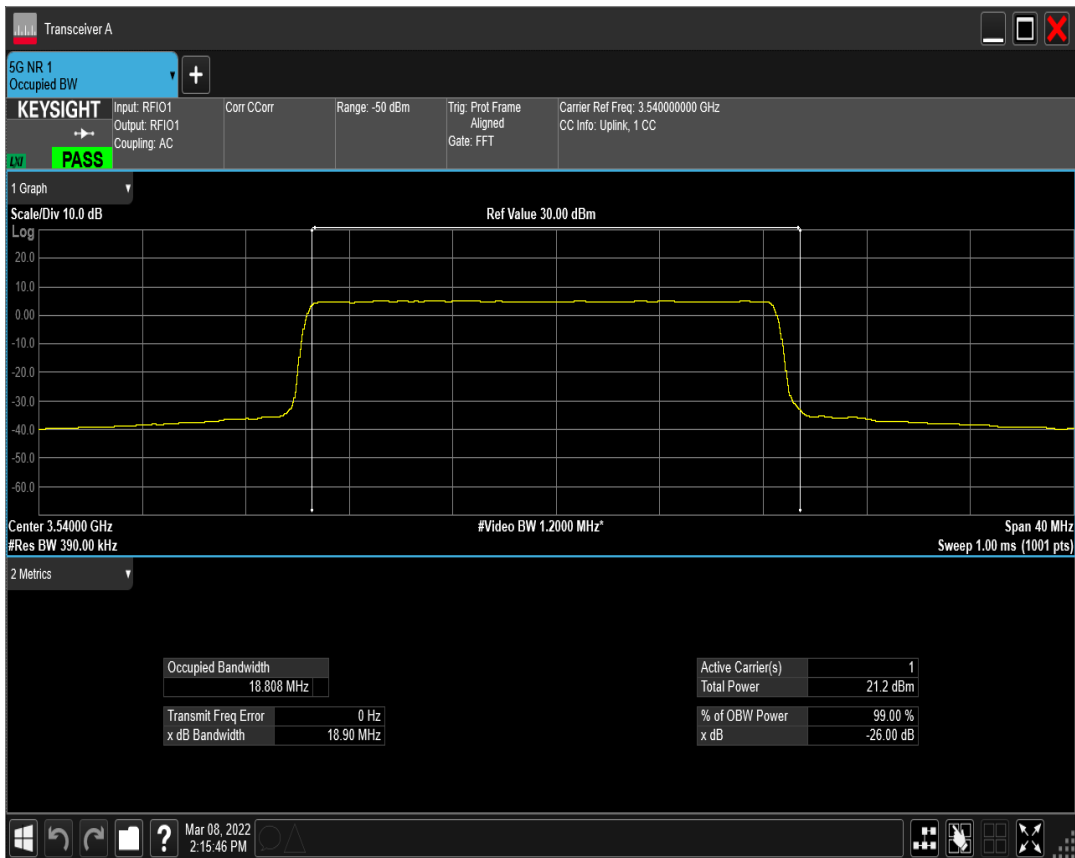 Transceiver A
5G NR 1
Occupied BW
+
KEYSIGHT
LXI
PASS
Input: RFIO1
Output: RFIO1
Coupling: AC
Corr CCorr
Range: -50 dBm
Trig: Prot Frame
Aligned
Gate: FFT
Carrier Ref Freq: 3.540000000 GHz
CC Info: Uplink, 1 CC
1 Graph
Scale/Div 10.0 dB
Ref Value 30.00 dBm
Log
20.0
10.0
0.00
-10.0
-20.0
-30.0
-40.0
-50.0
-60.0
Center 3.54000 GHz
#Video BW 1.2000 MHz*
Span 40 MHz
#Res BW 390.00 kHz
Sweep 1.00 ms (1001 pts)
2 Metrics
Occupied Bandwidth
18.808 MHz
Transmit Freq Error 0 Hz
x dB Bandwidth 18.90 MHz
Active Carrier(s) 1
Total Power 21.2 dBm
% of OBW Power 99.00 %
x dB -26.00 dB
?
Mar 08, 2022
2:15:46 PM